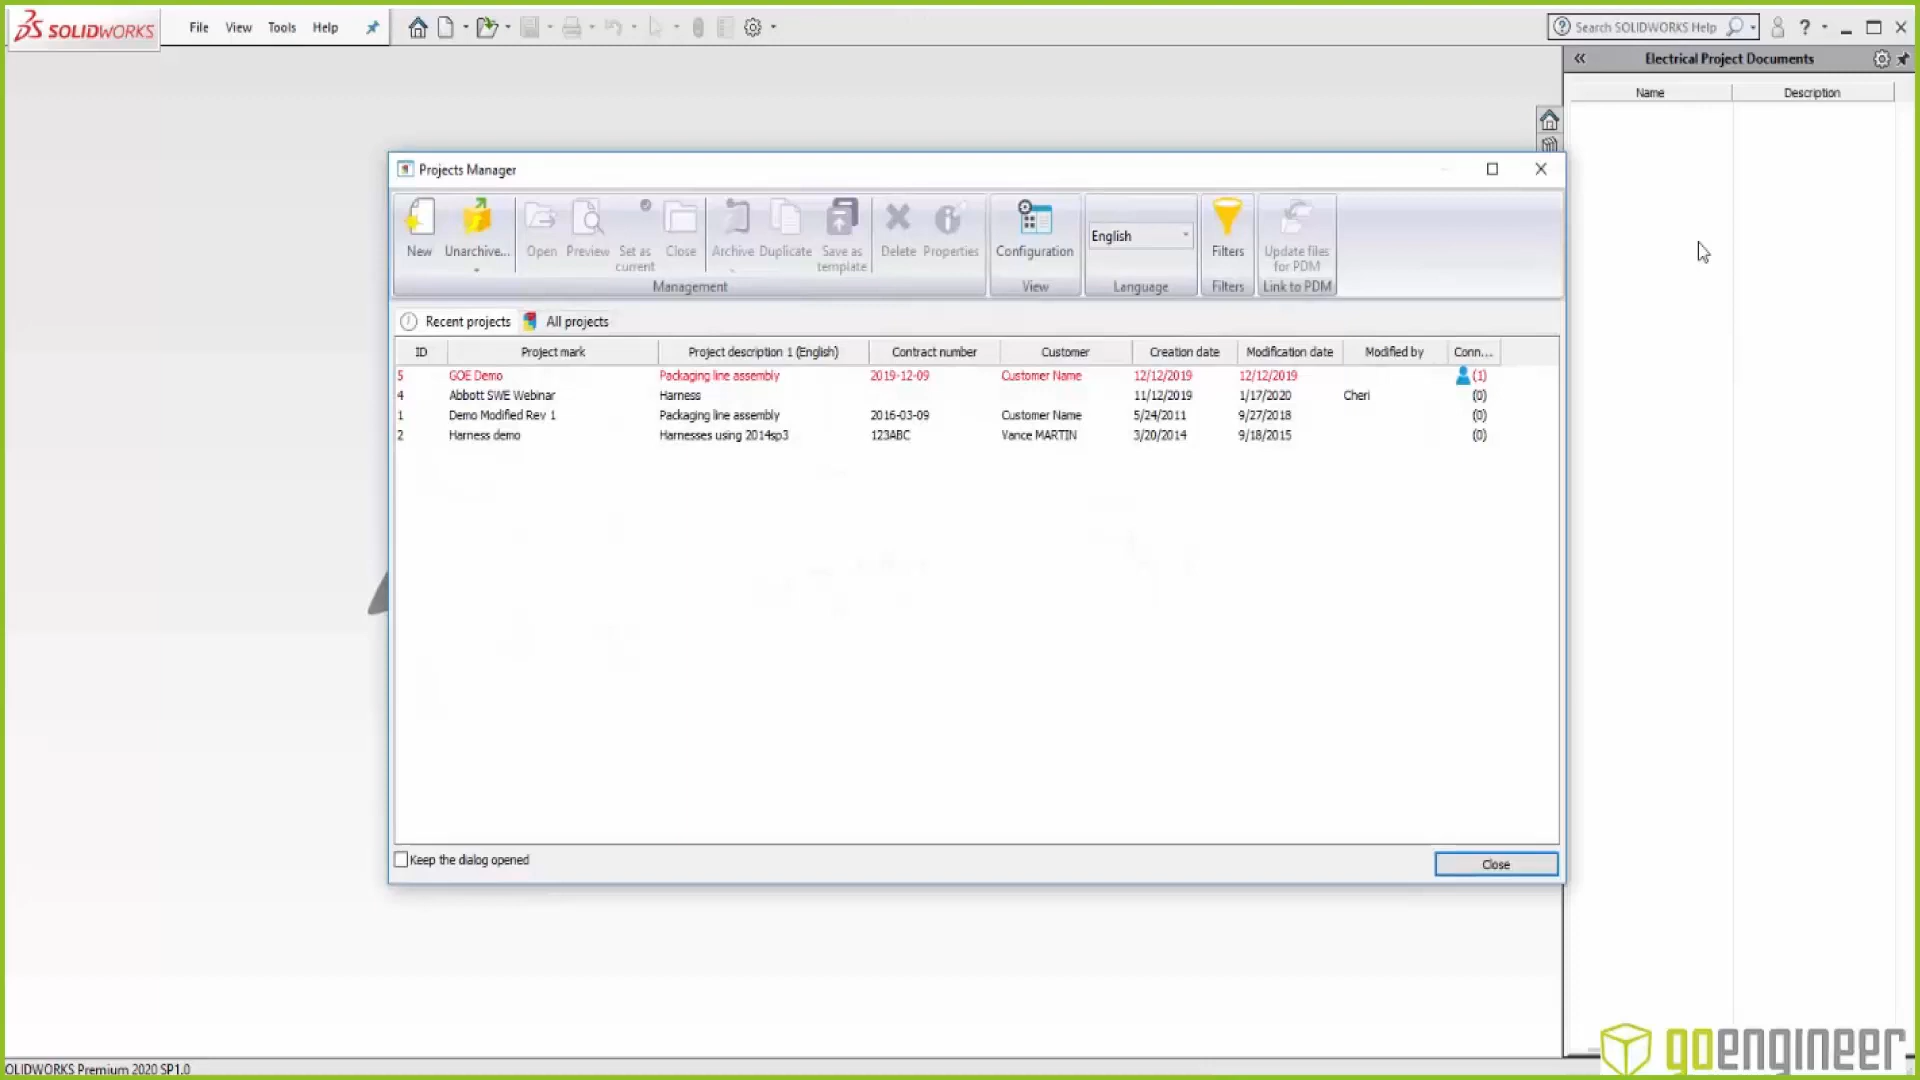 SOLIDWORKS File View Tools Help Search SOLIDWORKS Help ?
Electrical Project Documents
Name Description
Projects Manager
New Unarchive... Open Preview Set as current Close Archive Duplicate Save as template Delete Properties Configuration English Filters Update files for PDM
Management View Language Filters Link to PDM
Recent projects All projects
ID Project mark Project description 1 (English) Contract number Customer Creation date Modification date Modified by Conn...
5 GOE Demo Packaging line assembly 2019-12-09 Customer Name 12/12/2019 12/12/2019 (1)
4 Abbott SWE Webinar Harness 11/12/2019 1/17/2020 Cheri (0)
1 Demo Modified Rev 1 Packaging line assembly 2016-03-09 Customer Name 5/24/2011 9/27/2018 (0)
2 Harness demo Harnesses using 2014sp3 123ABC Vance MARTIN 3/20/2014 9/18/2015 (0)
Keep the dialog opened
Close
goengineer
OLIDWORKS Premium 2020 SP1.0